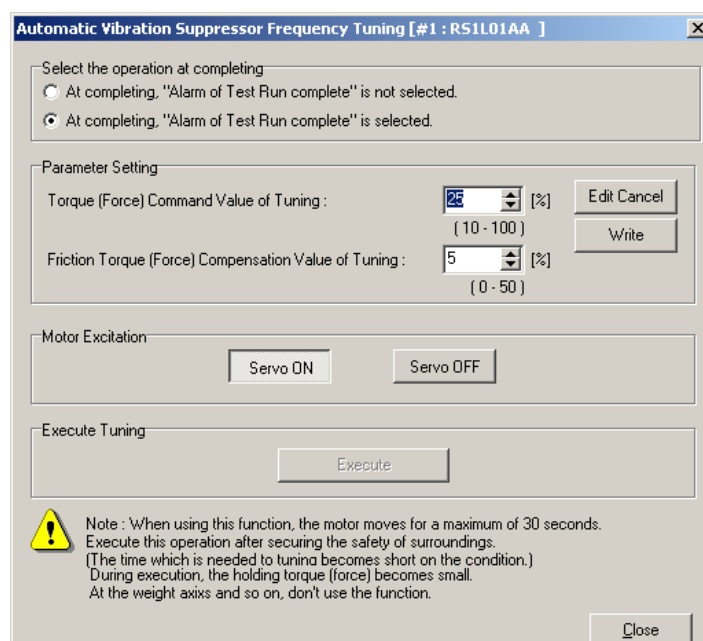 Automatic Vibration Suppressor Frequency Tuning [#1 : RS1L01AA ]
Select the operation at completing
At completing, "Alarm of Test Run complete" is not selected.
At completing, "Alarm of Test Run complete" is selected.
Parameter Setting
Torque (Force) Command Value of Tuning : 25 [%] Edit Cancel
( 10 - 100 )
Write
Friction Torque (Force) Compensation Value of Tuning : 5 [%]
( 0 - 50 )
Motor Excitation
Servo ON Servo OFF
Execute Tuning
Execute
Note : When using this function, the motor moves for a maximum of 30 seconds.
Execute this operation after securing the safety of surroundings.
(The time which is needed to tuning becomes short on the condition.)
During execution, the holding torque (force) becomes small.
At the weight axixs and so on, don't use the function.
Close